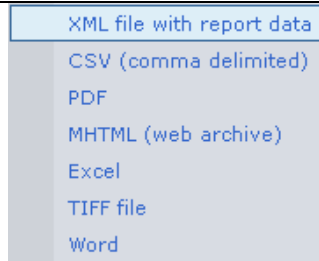 XML file with report data
CSV (comma delimited)
PDF
MHTML (web archive)
Excel
TIFF file
Word